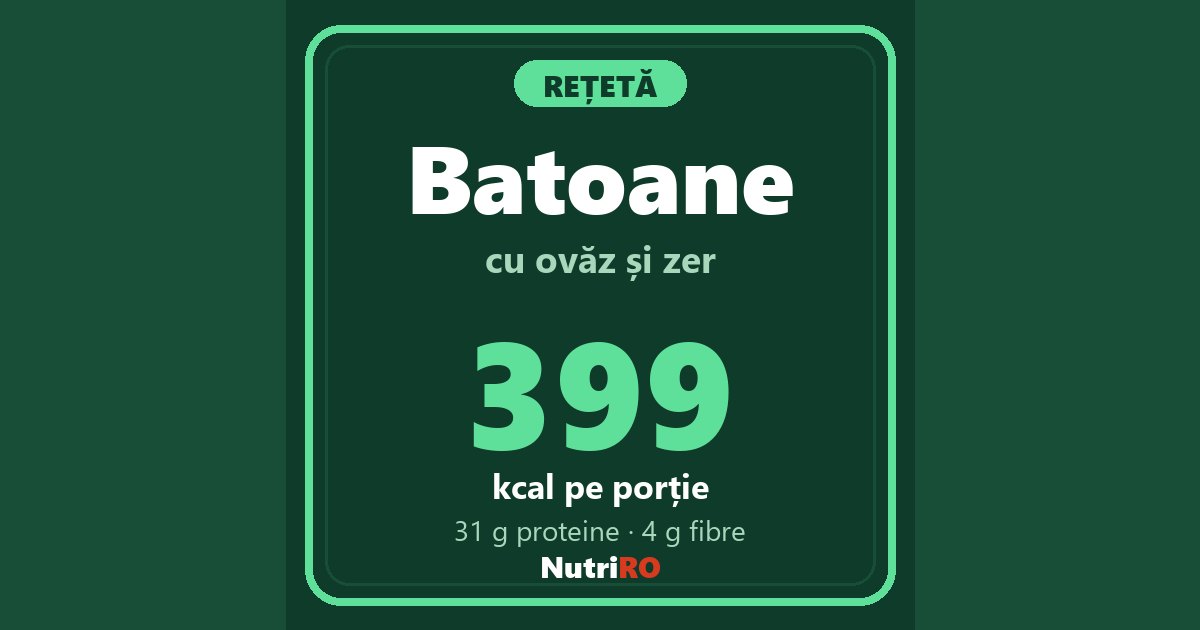 REȚETĂ
Batoane
cu ovăz și zer
399
kcal pe porție
31 g proteine · 4 g fibre
NutriRO